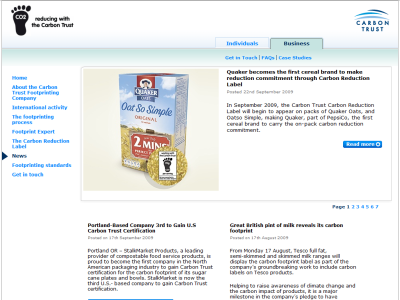 CO2
reducing with
the Carbon Trust
CARBON
TRUST
Individuals
Business
Get in Touch | FAQs | Case Studies
Home
About the Carbon
Trust Footprinting
Company
International activity
The footprinting
process
Footprint Expert
The Carbon Reduction
Label
News
Footprinting standards
Get in touch
QUAKER
OATS
Oat So Simple
ORIGINAL
2 MINS
Quaker becomes the first cereal brand to make
reduction commitment through Carbon Reduction
Label
Posted 22nd September 2009
In September 2009, the Carbon Trust Carbon Reduction
Label will begin to appear on packs of Quaker Oats, and
Oatso Simple, making Quaker, part of PepsiCo, the first
cereal brand to carry the on-pack carbon reduction
commitment.
Read more
Page 1 2 3 4 5 6 7
Portland-Based Company 3rd to Gain U.S
Carbon Trust Certification
Posted on 17th September 2009
Portland OR – StalkMarket Products, a leading
provider of compostable food service products, is
proud to become the first company in the North
American packaging industry to gain Carbon Trust
certification for the carbon footprint of its sugar
cane plates and bowls. StalkMarket is now the
third U.S.- based company to gain Carbon Trust
certification.
Great British pint of milk reveals its carbon
footprint
Posted on 17th August 2009
From Monday 17 August, Tesco full fat,
semi-skimmed and skimmed milk ranges will
display the carbon footprint label as part of the
company's groundbreaking work to include carbon
labels on Tesco products.
Helping to raise awareness of climate change and
the carbon impact of products, it is a major
milestone in the company's pledge to have